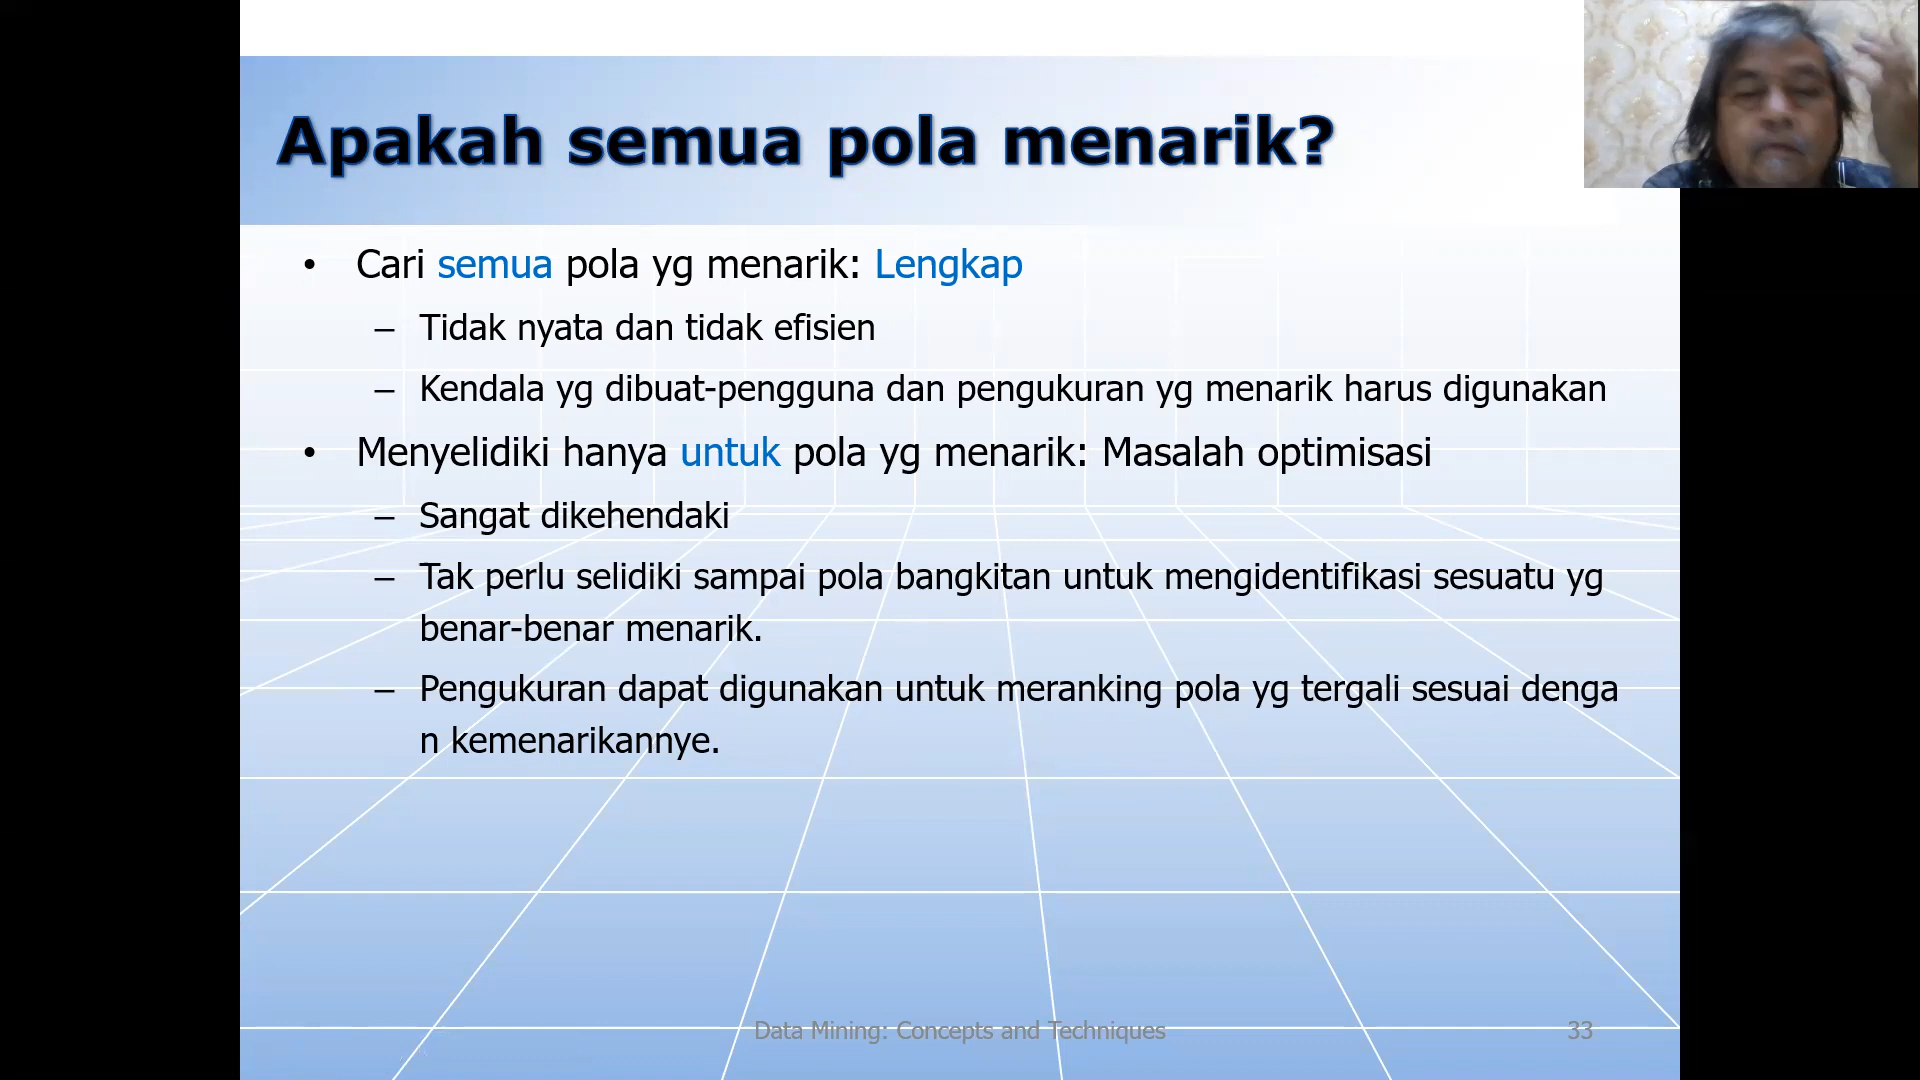 Apakah semua pola menarik?
• Cari semua pola yg menarik: Lengkap
– Tidak nyata dan tidak efisien
– Kendala yg dibuat-pengguna dan pengukuran yg menarik harus digunakan
• Menyelidiki hanya untuk pola yg menarik: Masalah optimisasi
– Sangat dikehendaki
– Tak perlu selidiki sampai pola bangkitan untuk mengidentifikasi sesuatu yg
benar-benar menarik.
– Pengukuran dapat digunakan untuk meranking pola yg tergali sesuai denga
n kemenarikannye.
Data Mining: Concepts and Techniques
33